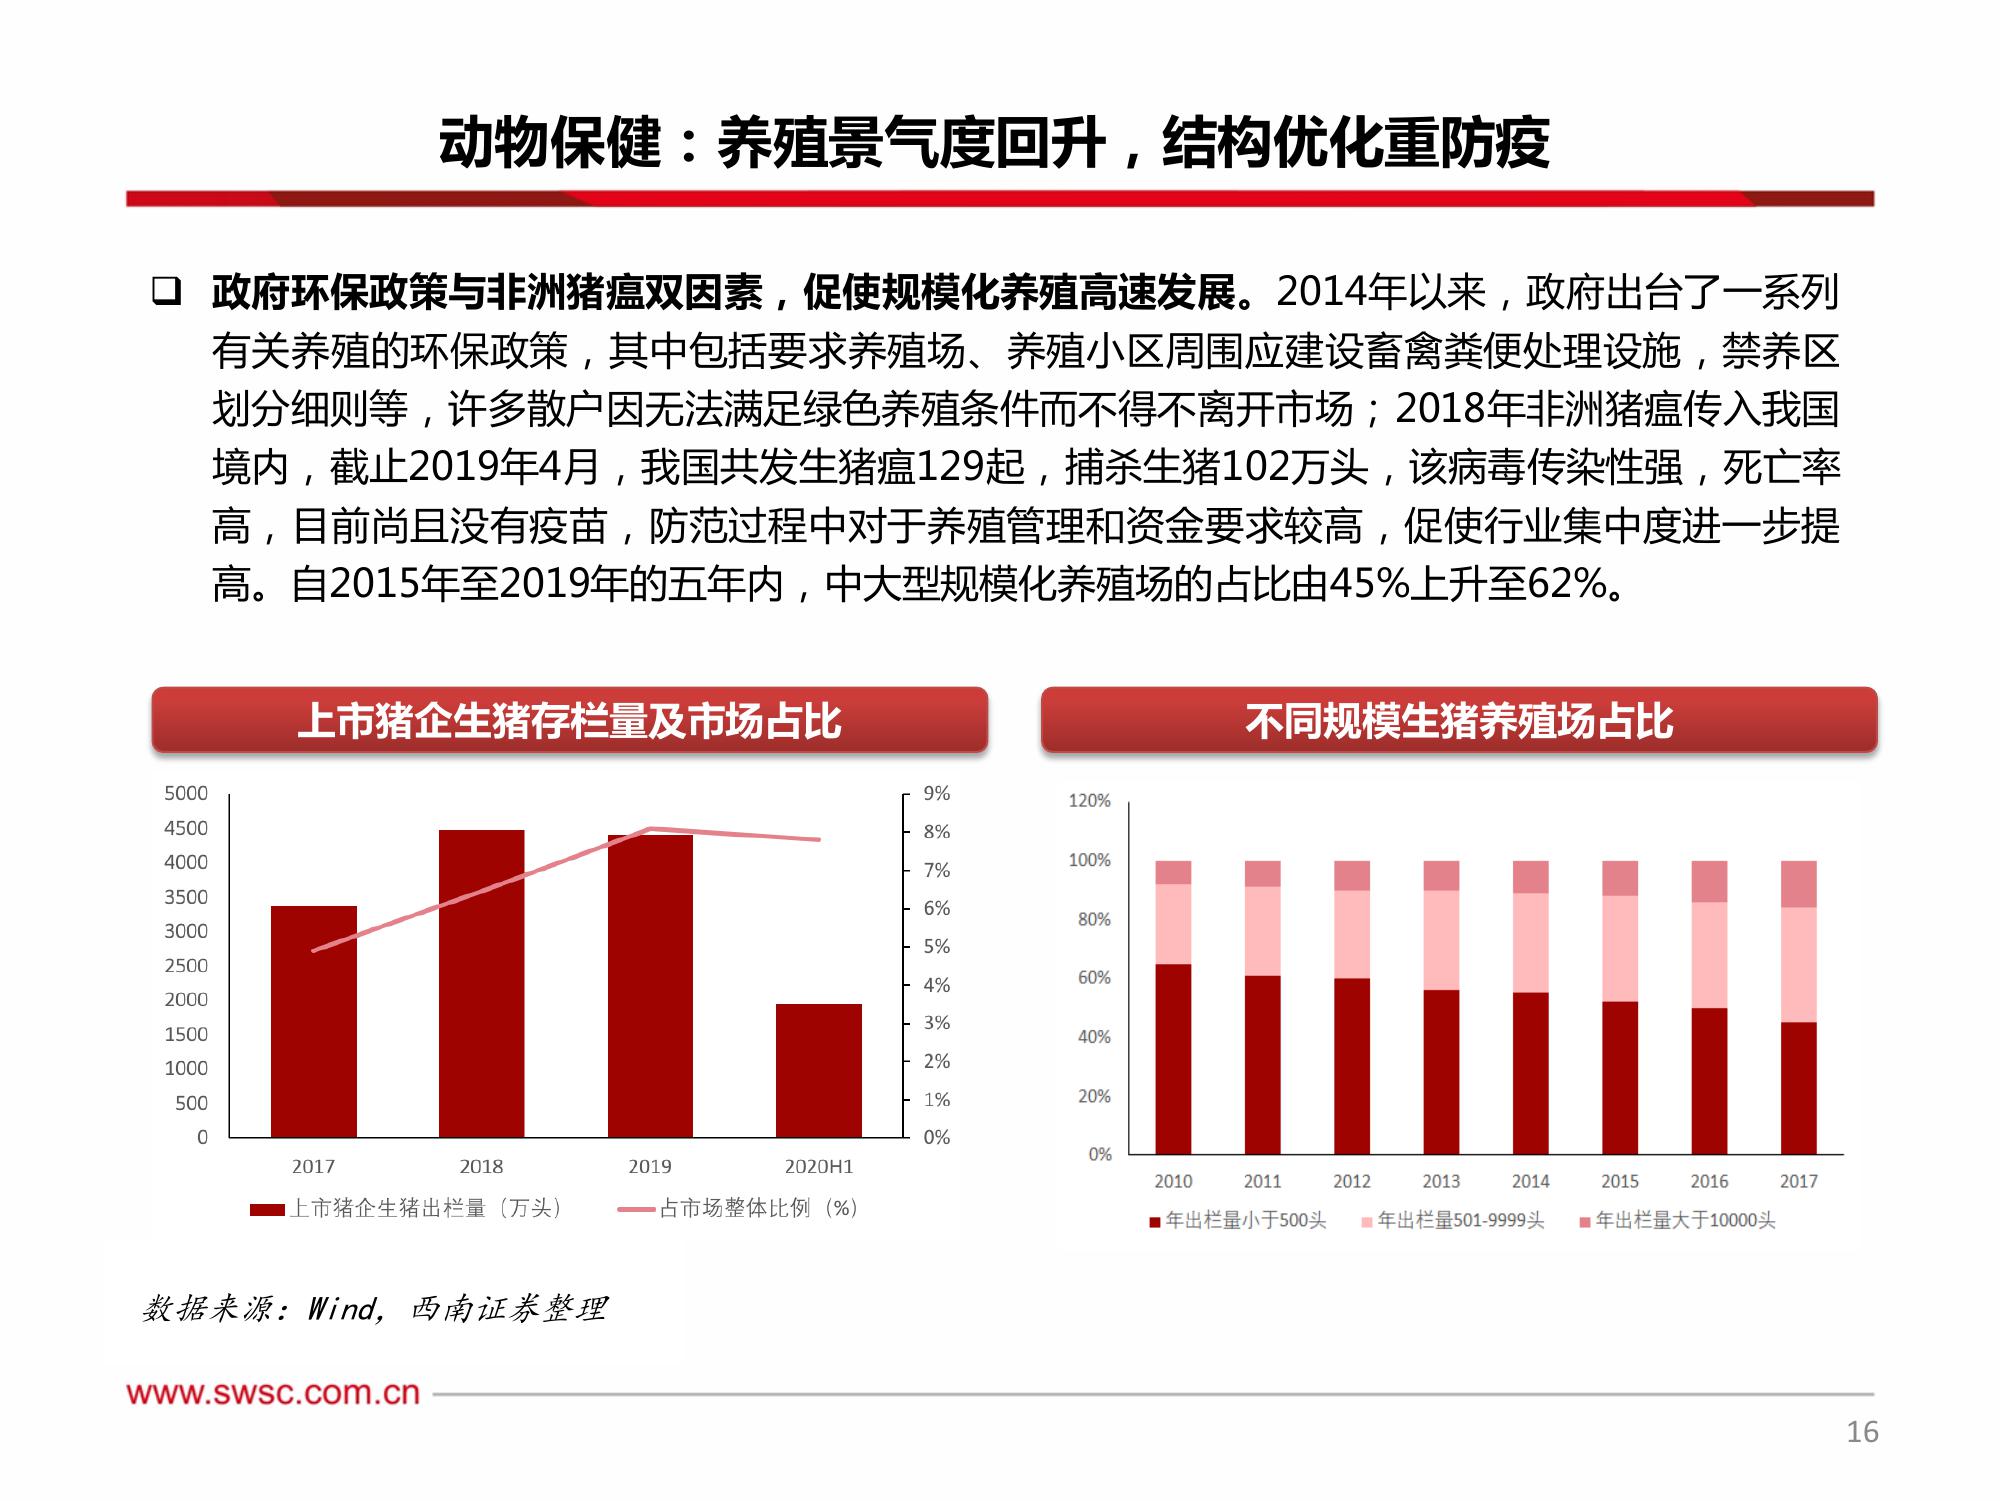 动物保健：养殖景气度回升，结构优化重防疫
政府环保政策与非洲猪瘟双因素，促使规模化养殖高速发展。2014年以来，政府出台了一系列
有关养殖的环保政策，其中包括要求养殖场、养殖小区周围应建设畜禽粪便处理设施，禁养区
划分细则等，许多散户因无法满足绿色养殖条件而不得不离开市场；2018年非洲猪瘟传入我国
境内，截止2019年4月，我国共发生猪瘟129起，捕杀生猪102万头，该病毒传染性强，死亡率
高，目前尚且没有疫苗，防范过程中对于养殖管理和资金要求较高，促使行业集中度进一步提
高。自2015年至2019年的五年内，中大型规模化养殖场的占比由45%上升至62%。
上市猪企生猪存栏量及市场占比
5000
4500
4000
3500
3000
2500
2000
1500
1000
500
0
9%
8%
7%
6%
5%
4%
3%
2%
1%
0%
2017 2018 2019 2020H1
上市猪企生猪出栏量（万头） 占市场整体比例（%）
不同规模生猪养殖场占比
120%
100%
80%
60%
40%
20%
0%
2010 2011 2012 2013 2014 2015 2016 2017
年出栏量小于500头 年出栏量501-9999头 年出栏量大于10000头
数据来源：Wind，西南证券整理
www.swsc.com.cn
16